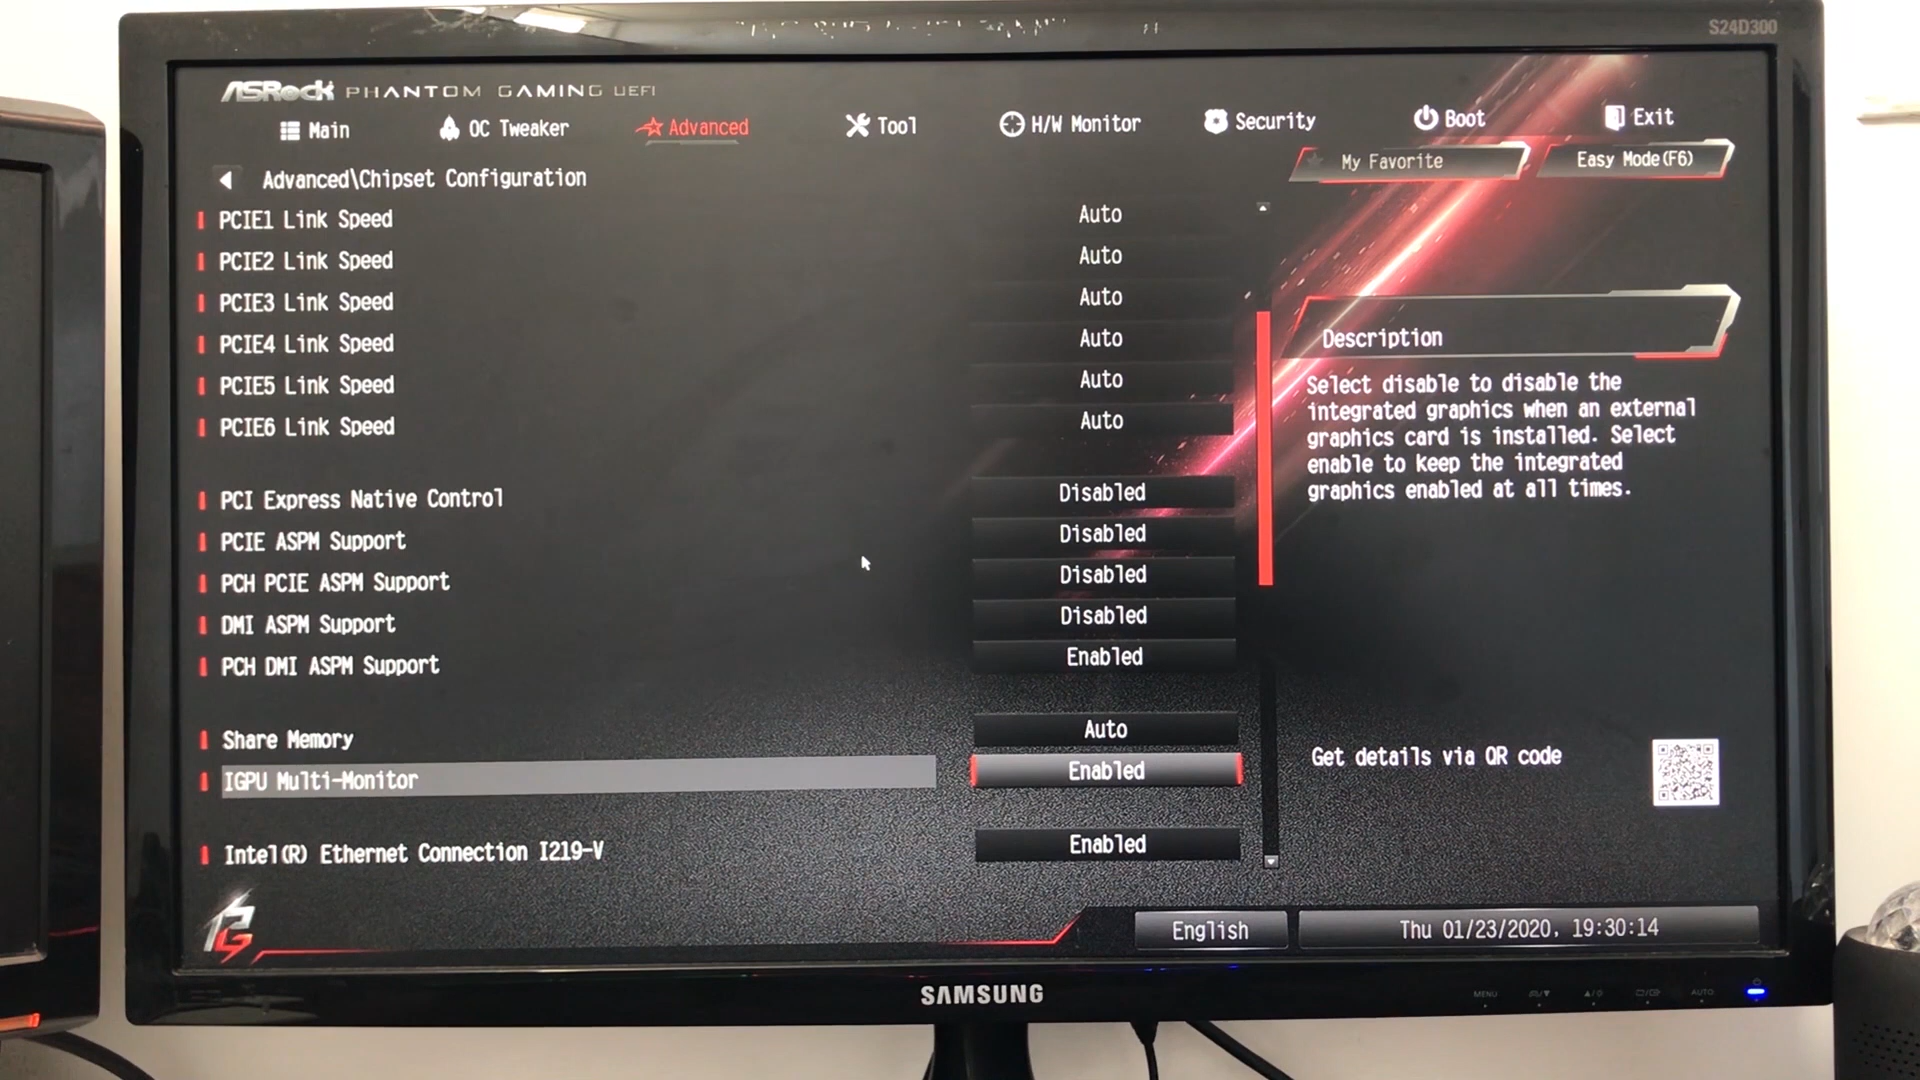 S24D300
ASRock PHANTOM GAMING UEFI
Main
OC Tweaker
Advanced
Tool
H/W Monitor
Security
Boot
Exit
My Favorite
Easy Mode(F6)
Advanced\Chipset Configuration
PCIE1 Link Speed Auto
PCIE2 Link Speed Auto
PCIE3 Link Speed Auto
PCIE4 Link Speed Auto
PCIE5 Link Speed Auto
PCIE6 Link Speed Auto
PCI Express Native Control Disabled
PCIE ASPM Support Disabled
PCH PCIE ASPM Support Disabled
DMI ASPM Support Disabled
PCH DMI ASPM Support Enabled
Share Memory Auto
IGPU Multi-Monitor Enabled
Intel(R) Ethernet Connection I219-V Enabled
Description
Select disable to disable the
integrated graphics when an external
graphics card is installed. Select
enable to keep the integrated
graphics enabled at all times.
Get details via QR code
English
Thu 01/23/2020, 19:30:14
SAMSUNG
MENU
AUTO